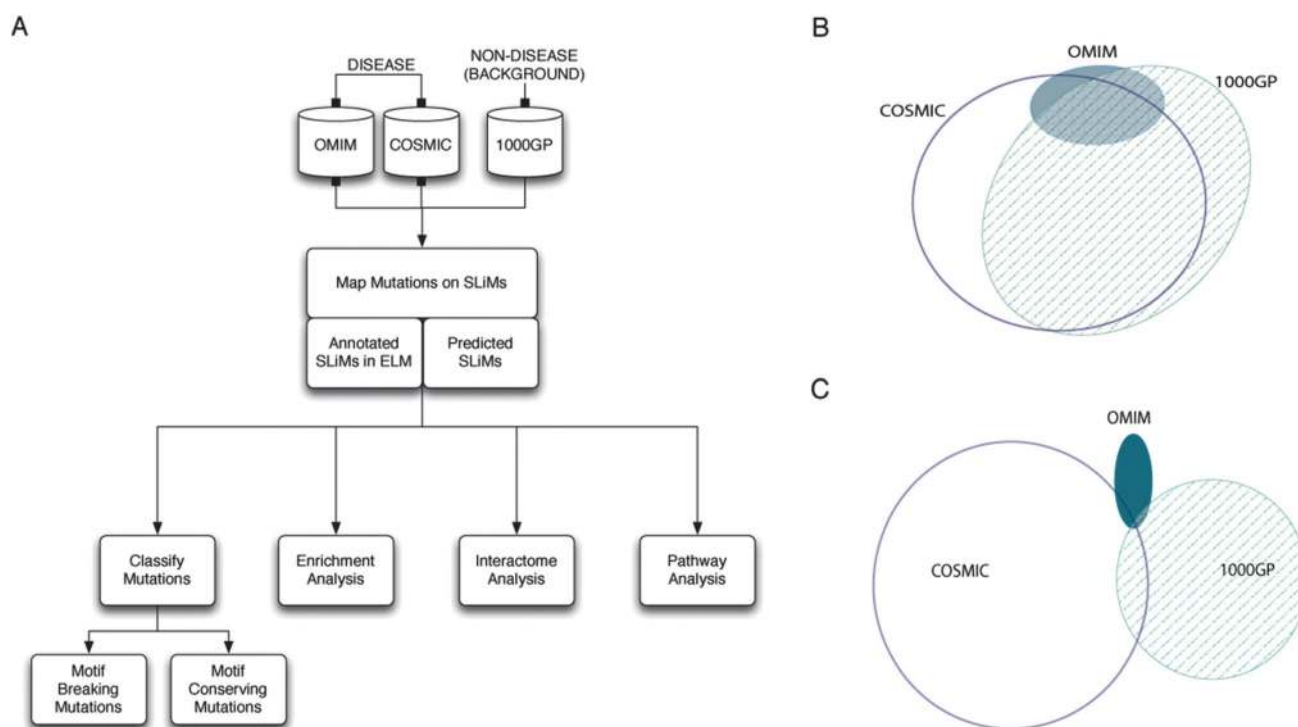 A
DISEASE
NON-DISEASE
(BACKGROUND)
OMIM
COSMIC
1000GP
Map Mutations on SLiMs
Annotated
SLiMs in ELM
Predicted
SLiMs
Classify
Mutations
Enrichment
Analysis
Interactome
Analysis
Pathway
Analysis
Motif
Breaking
Mutations
Motif
Conserving
Mutations
B
OMIM
1000GP
COSMIC
C
OMIM
COSMIC
1000GP